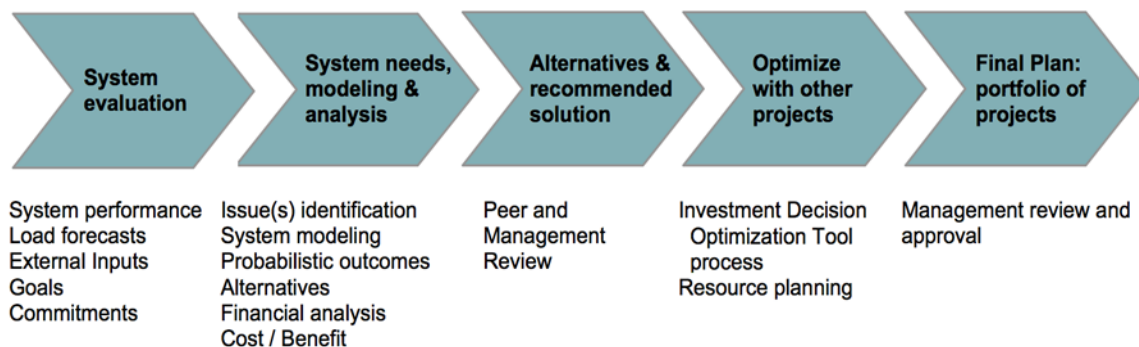 System
evaluation
System needs,
modeling &
analysis
Alternatives &
recommended
solution
Optimize
with other
projects
Final Plan:
portfolio of
projects
System performance
Load forecasts
External Inputs
Goals
Commitments
Issue(s) identification
System modeling
Probabilistic outcomes
Alternatives
Financial analysis
Cost / Benefit
Peer and
Management
Review
Investment Decision
Optimization Tool
process
Resource planning
Management review and
approval